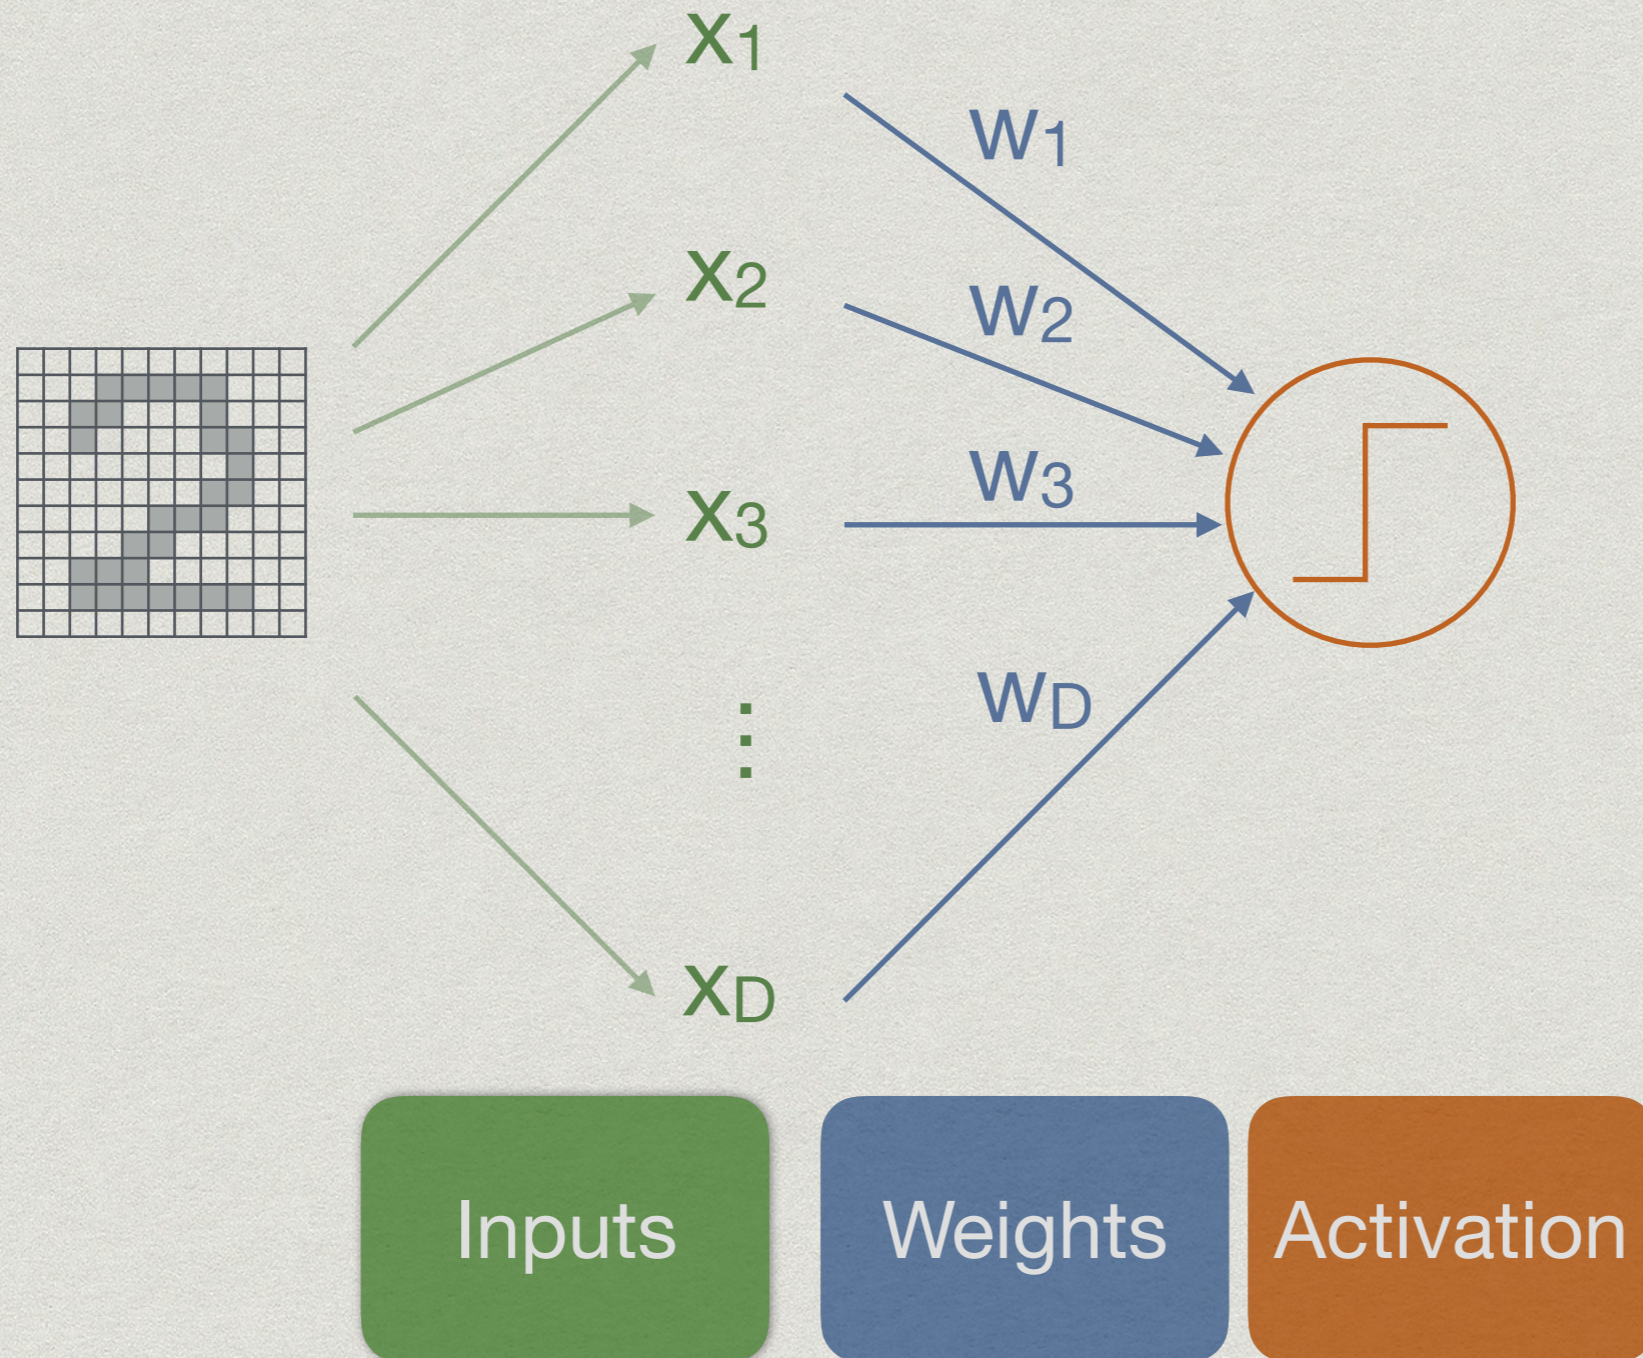 x1
w1
x2
w2
x3
w3
⋮
wD
xD
Inputs
Weights
Activation